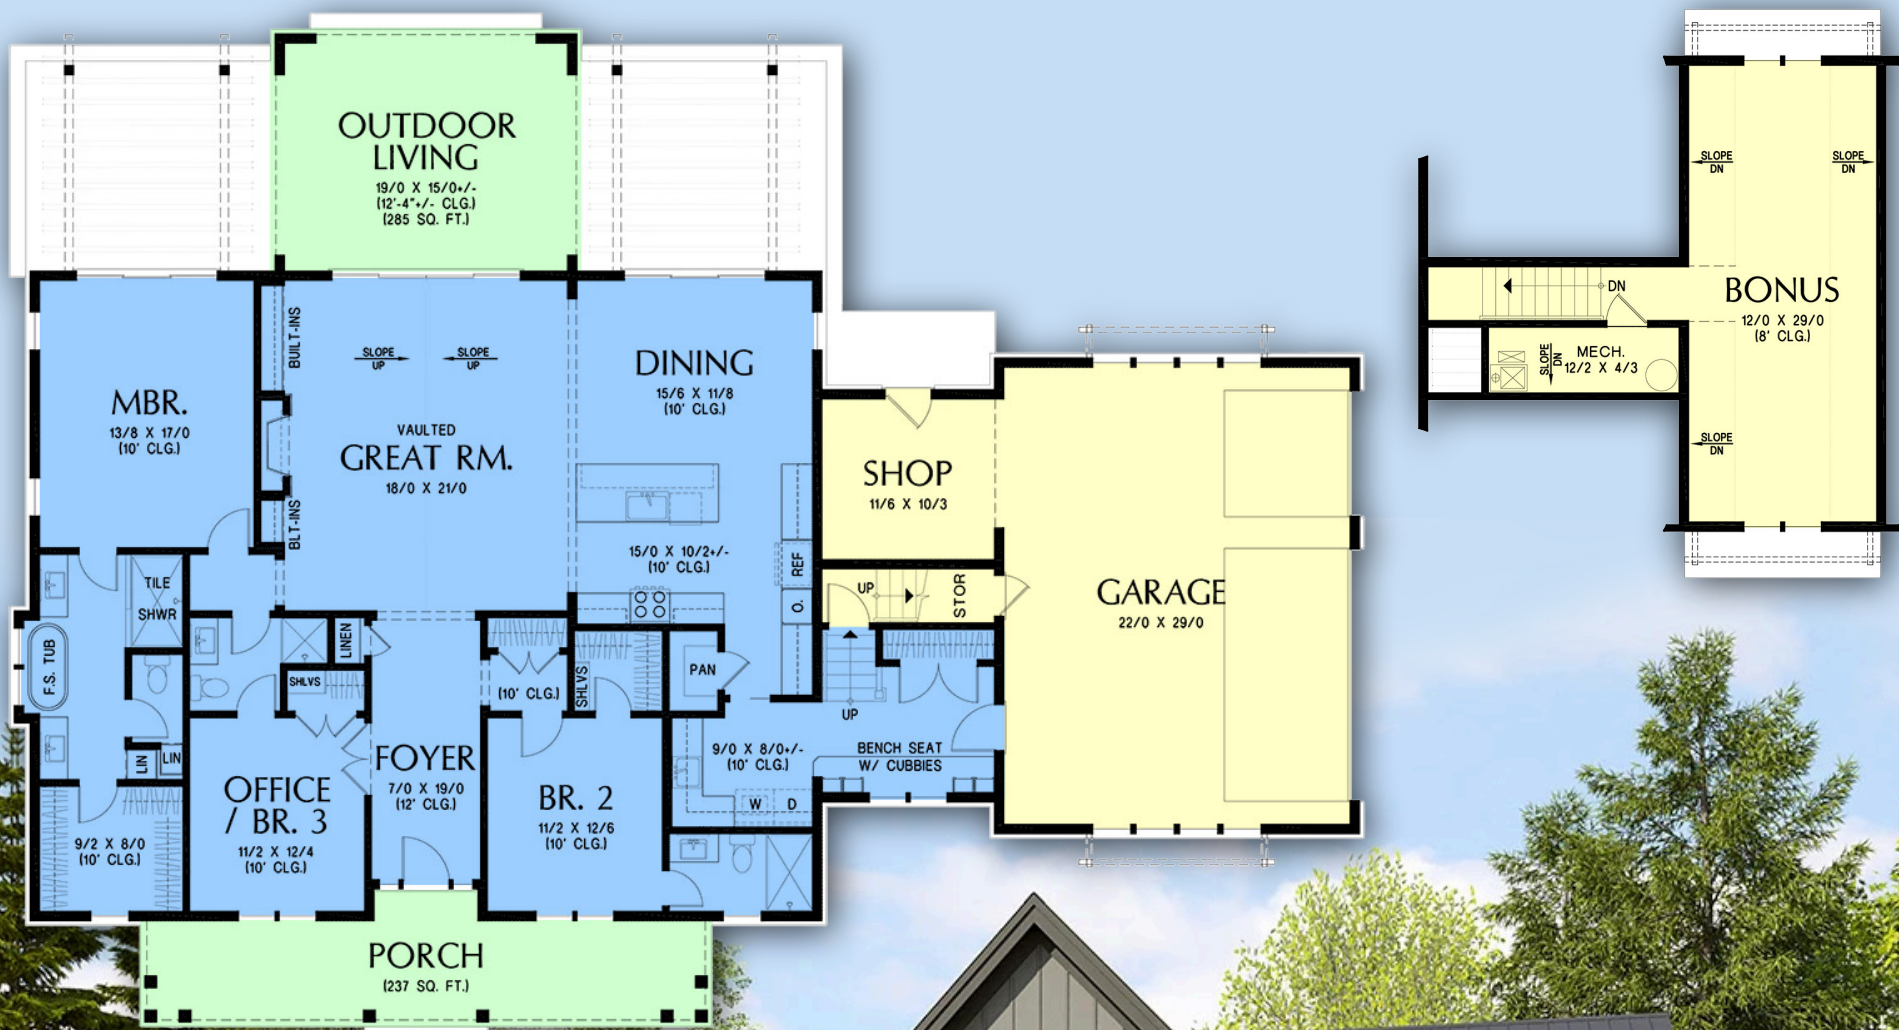 OUTDOOR
LIVING
19/0 X 15/0+/-
(12'-4"+/- CLG.)
(285 SQ. FT.)
MBR.
13/8 X 17/0
(10' CLG.)
BUILT-INS
BLT-INS
SLOPE
UP
SLOPE
UP
VAULTED
GREAT RM.
18/0 X 21/0
DINING
15/6 X 11/8
(10' CLG.)
15/0 X 10/2+/-
(10' CLG.)
REF
O.
SHOP
11/6 X 10/3
UP
STOR
GARAGE
22/0 X 29/0
TILE
SHWR
F.S. TUB
LINEN
SHLVS
LIN
LIN
(10' CLG.)
SHLVS
PAN
UP
9/0 X 8/0+/-
(10' CLG.)
BENCH SEAT
W/ CUBBIES
W
D
FOYER
7/0 X 19/0
(12' CLG.)
OFFICE
/ BR. 3
11/2 X 12/4
(10' CLG.)
BR. 2
11/2 X 12/6
(10' CLG.)
9/2 X 8/0
(10' CLG.)
PORCH
(237 SQ. FT.)
SLOPE
DN
SLOPE
DN
DN
BONUS
12/0 X 29/0
(8' CLG.)
SLOPE
DN
MECH.
12/2 X 4/3
SLOPE
DN